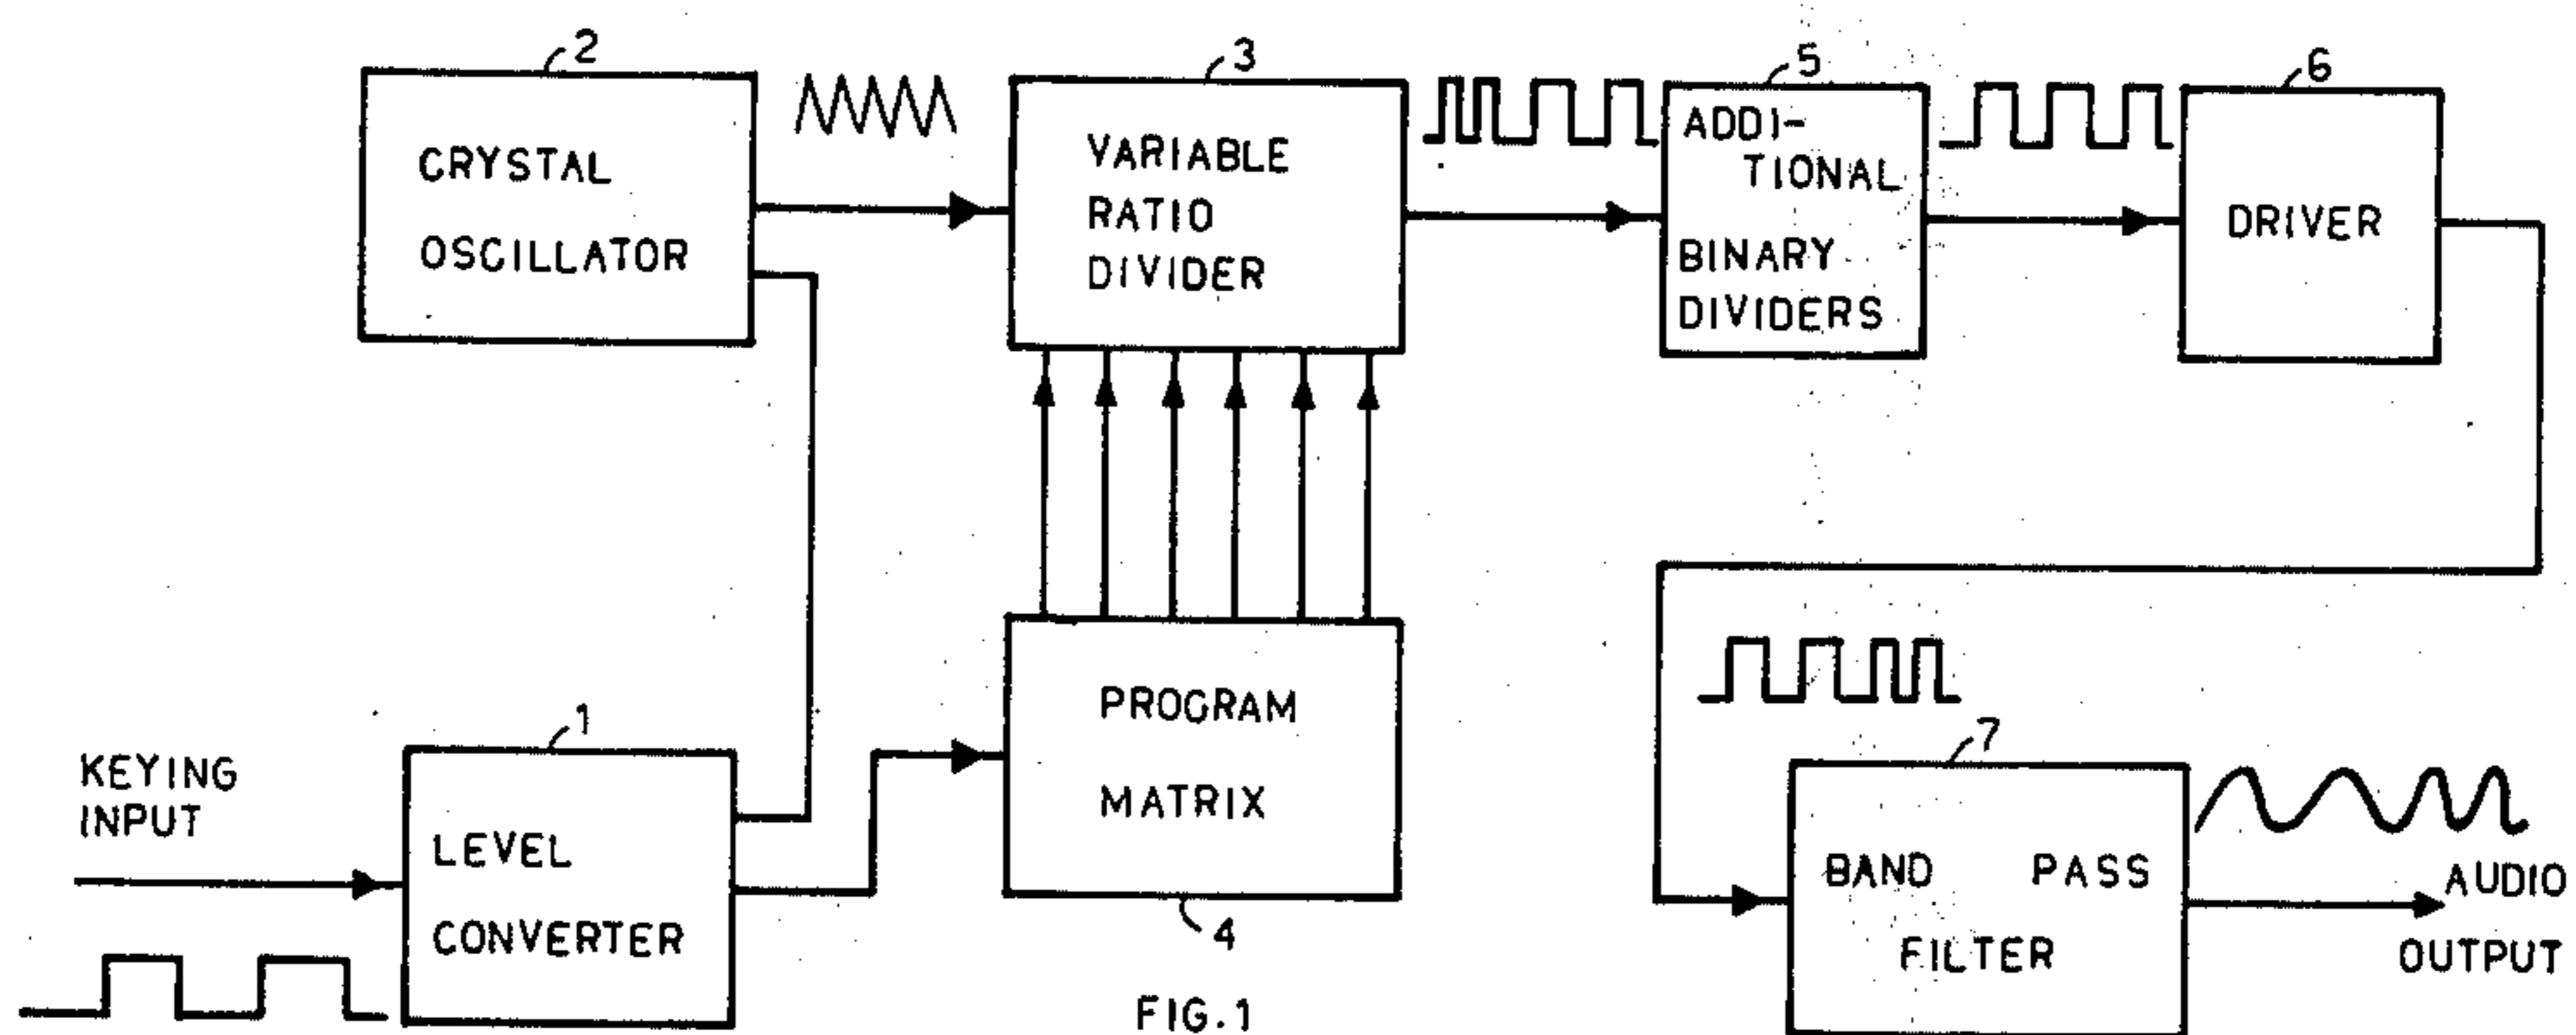 2
CRYSTAL
OSCILLATOR
3
VARIABLE
RATIO
DIVIDER
5
ADDI-
TIONAL
BINARY
DIVIDERS
6
DRIVER
1
KEYING
INPUT
LEVEL
CONVERTER
PROGRAM
MATRIX
4
7
BAND PASS
FILTER
AUDIO
OUTPUT
FIG.1